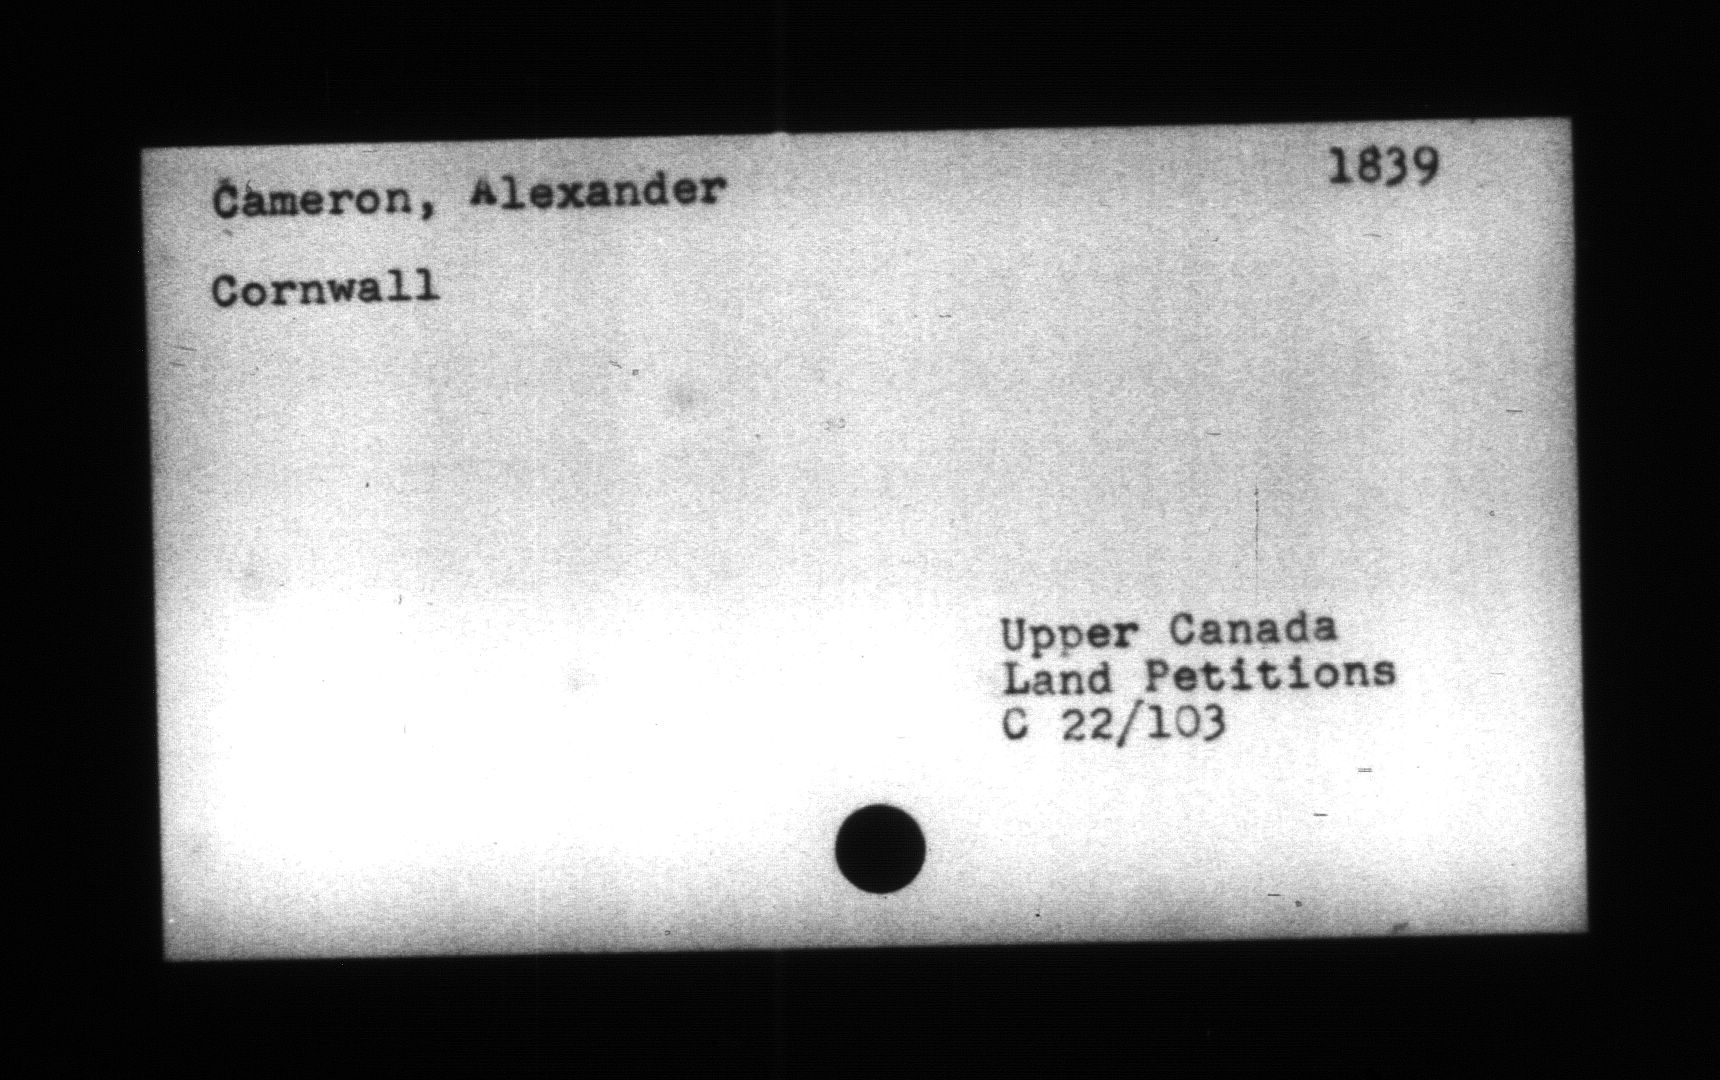 Cameron, Alexander 1839
Cornwall
Upper Canada
Land Petitions
C 22/103